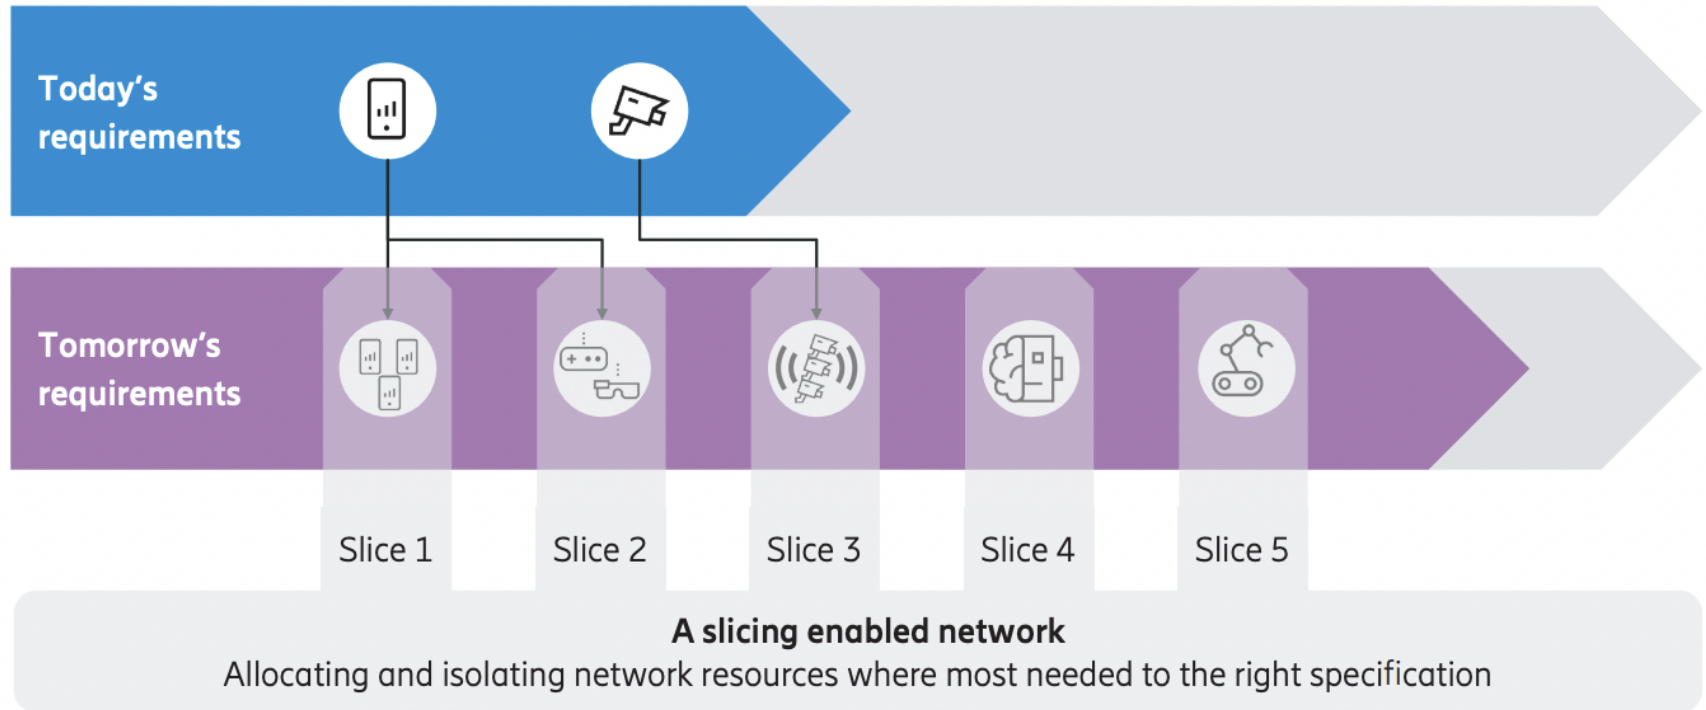 Today’s
requirements
Tomorrow’s
requirements
Slice 1
Slice 2
Slice 3
Slice 4
Slice 5
A slicing enabled network
Allocating and isolating network resources where most needed to the right specification